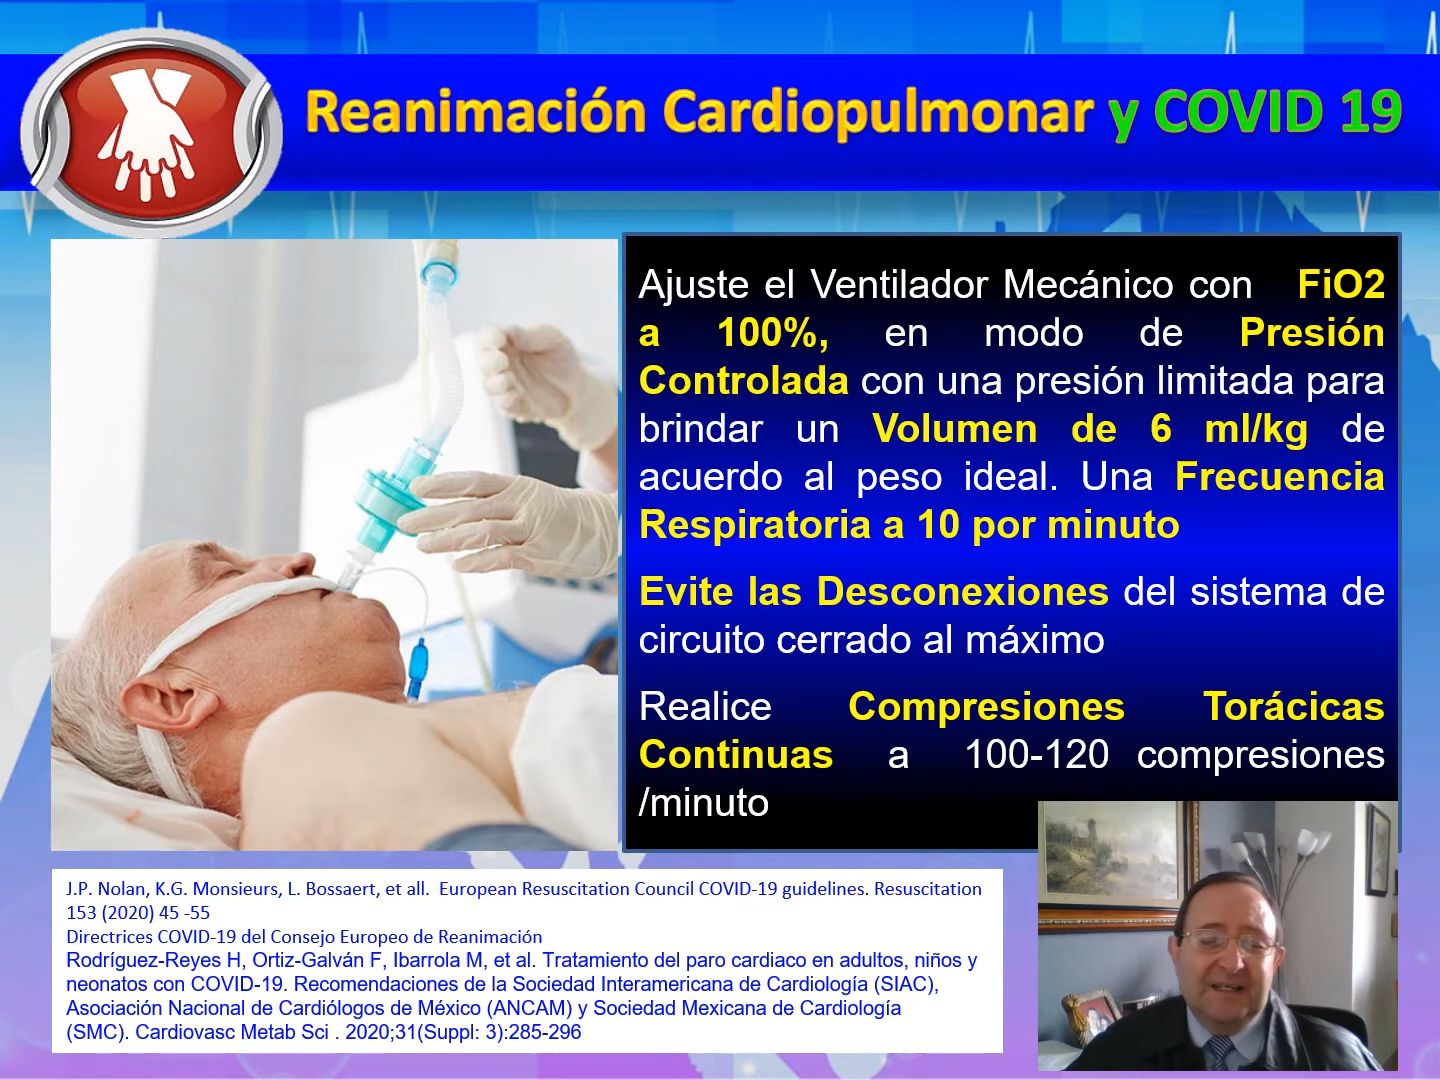 Reanimación Cardiopulmonar y COVID 19
Ajuste el Ventilador Mecánico con FiO2
a 100%, en modo de Presión
Controlada con una presión limitada para
brindar un Volumen de 6 ml/kg de
acuerdo al peso ideal. Una Frecuencia
Respiratoria a 10 por minuto
Evite las Desconexiones del sistema de
circuito cerrado al máximo
Realice Compresiones Torácicas
Continuas a 100-120 compresiones
/minuto
J.P. Nolan, K.G. Monsieurs, L. Bossaert, et all. European Resuscitation Council COVID-19 guidelines. Resuscitation
153 (2020) 45 -55
Directrices COVID-19 del Consejo Europeo de Reanimación
Rodríguez-Reyes H, Ortiz-Galván F, Ibarrola M, et al. Tratamiento del paro cardiaco en adultos, niños y
neonatos con COVID-19. Recomendaciones de la Sociedad Interamericana de Cardiología (SIAC),
Asociación Nacional de Cardiólogos de México (ANCAM) y Sociedad Mexicana de Cardiología
(SMC). Cardiovasc Metab Sci . 2020;31(Suppl: 3):285-296